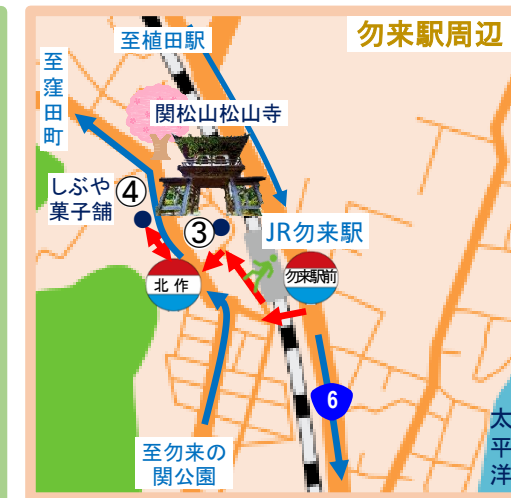 勿来駅周辺
至植田駅
至窪田町
関松山松山寺
しぶや
菓子舗
④
③
JR勿来駅
北作
勿来駅前
6
至勿来の
関公園
太平洋